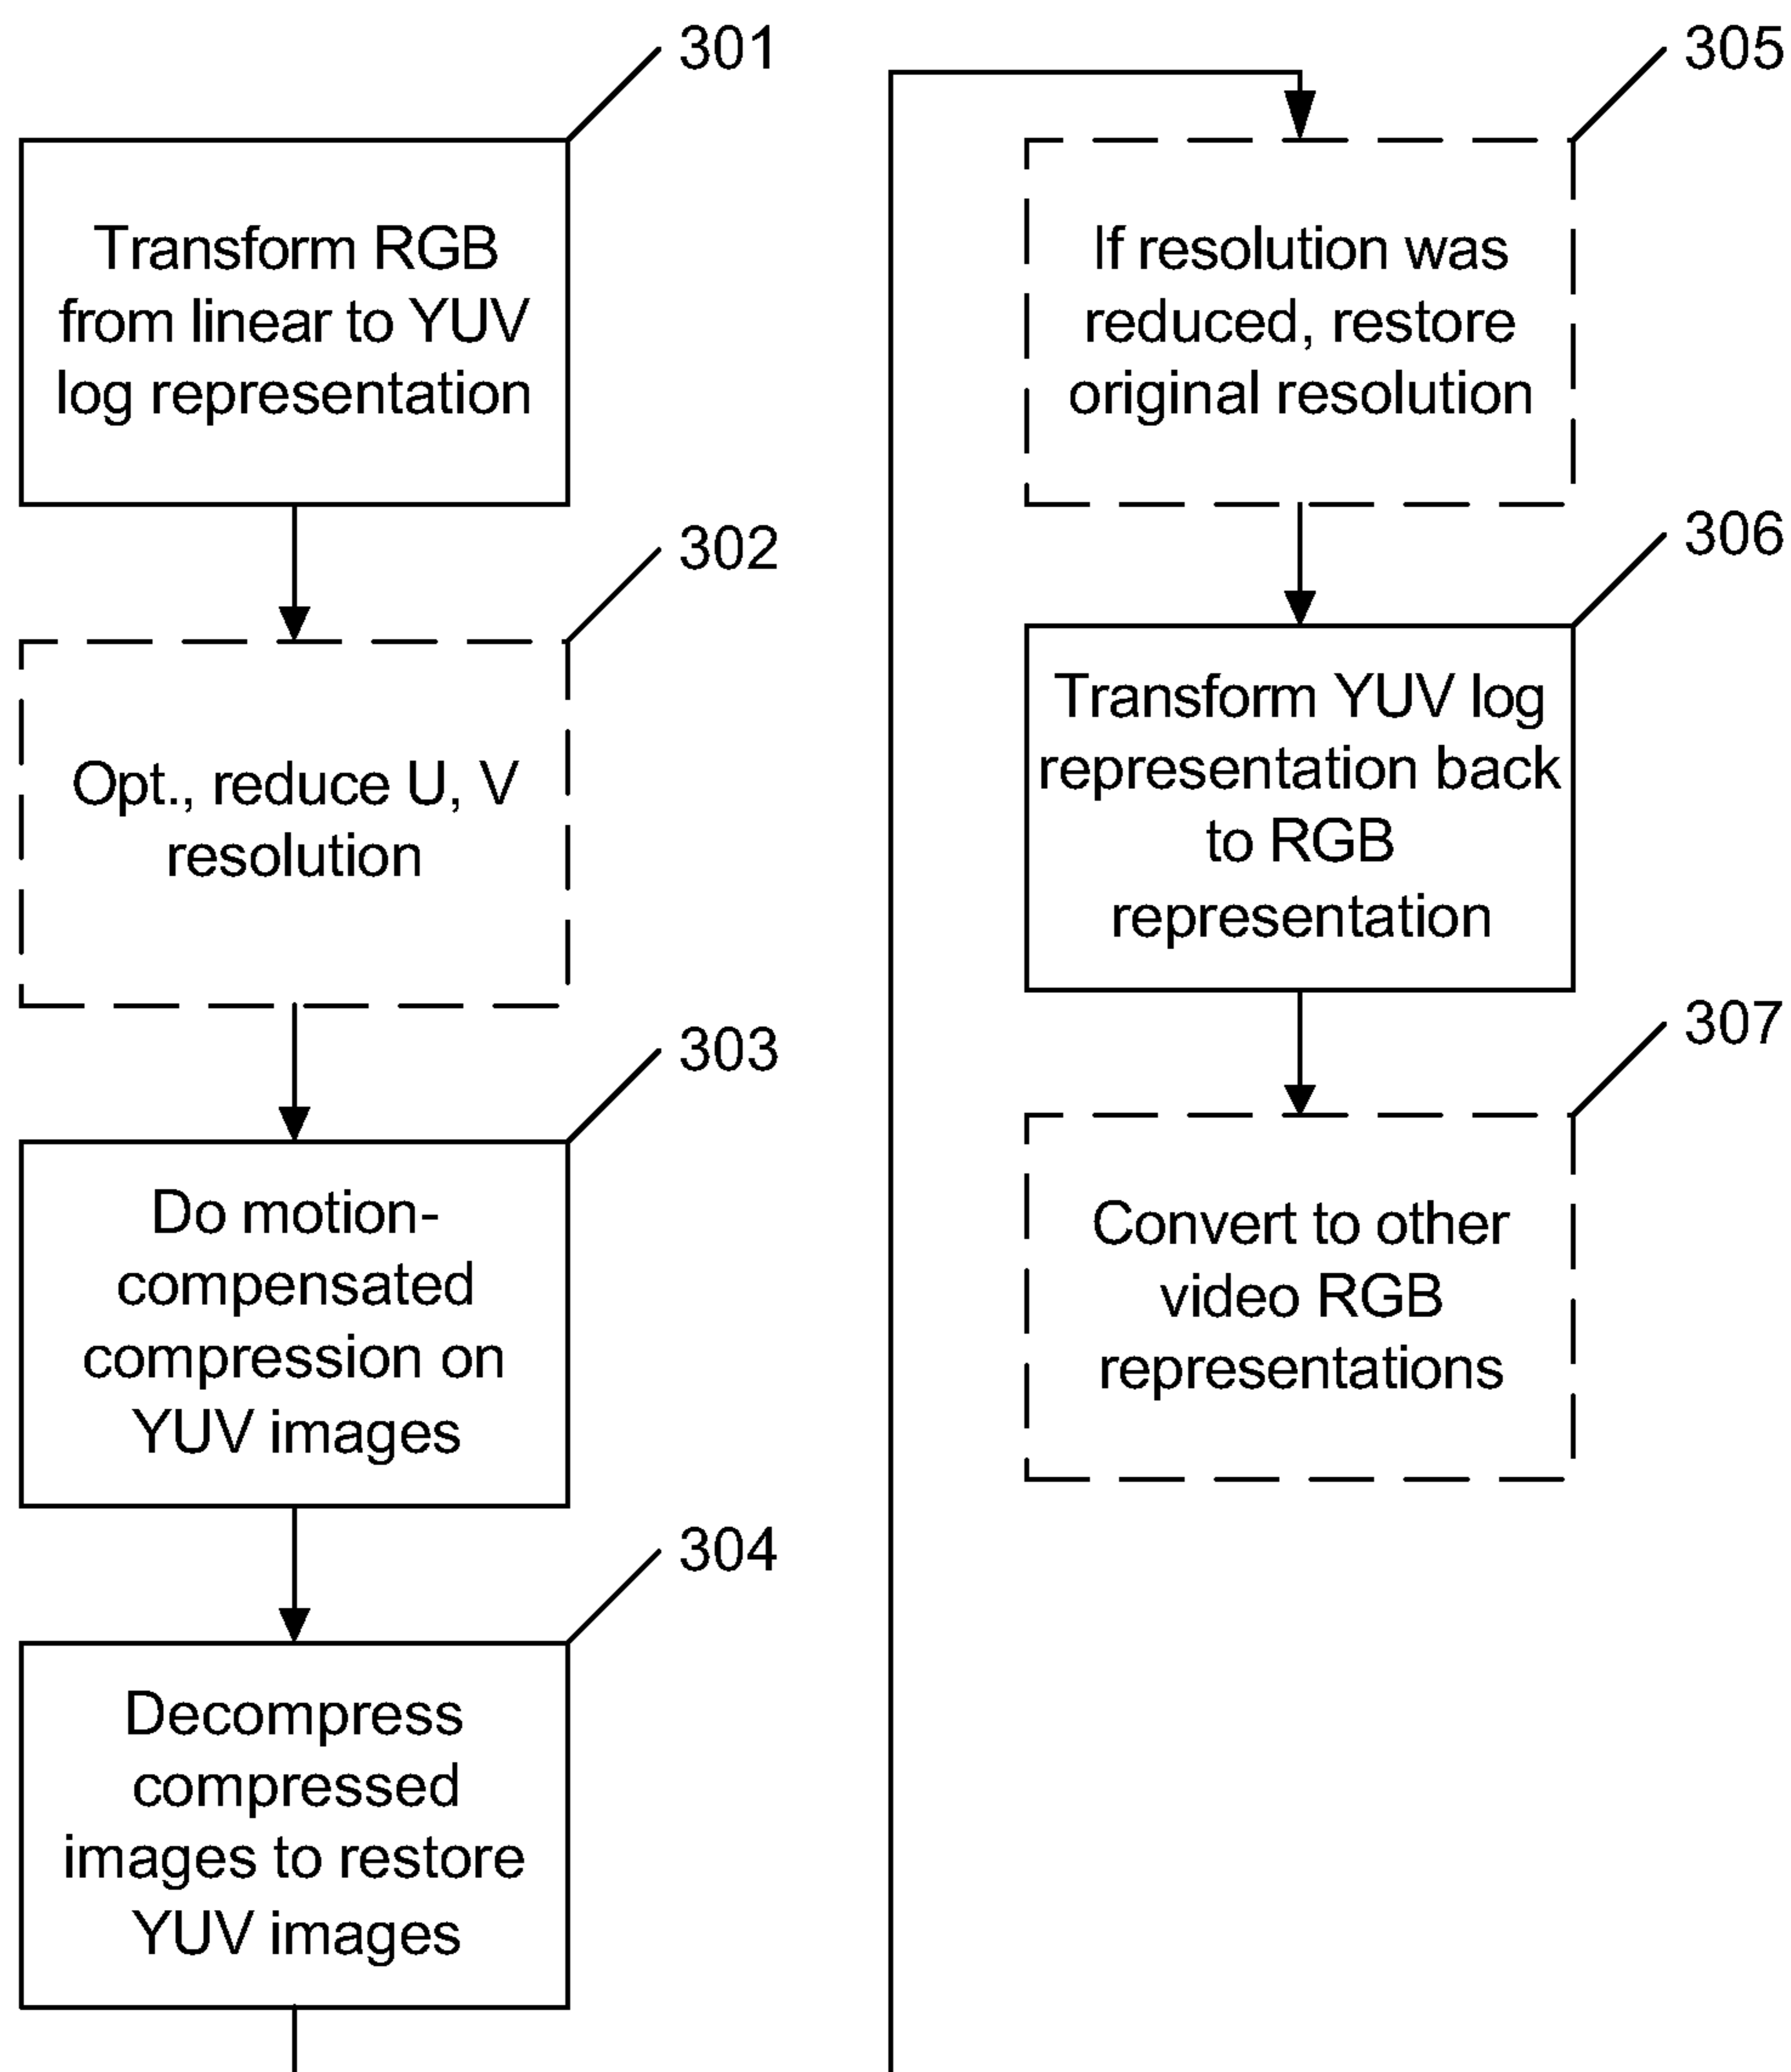 301
Transform RGB
from linear to YUV
log representation
302
Opt., reduce U, V
resolution
303
Do motion-
compensated
compression on
YUV images
304
Decompress
compressed
images to restore
YUV images
305
If resolution was
reduced, restore
original resolution
306
Transform YUV log
representation back
to RGB
representation
307
Convert to other
video RGB
representations